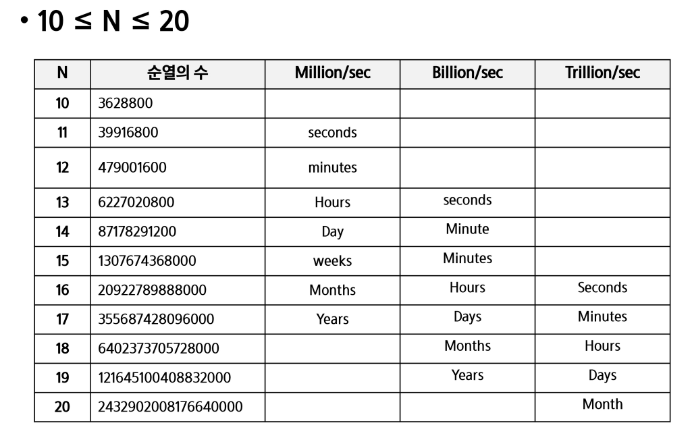 • 10 ≤ N ≤ 20
N 순열의 수 Million/sec Billion/sec Trillion/sec
10 3628800
11 39916800 seconds
12 479001600 minutes
13 6227020800 Hours seconds
14 87178291200 Day Minute
15 1307674368000 weeks Minutes
16 20922789888000 Months Hours Seconds
17 355687428096000 Years Days Minutes
18 6402373705728000 Months Hours
19 121645100408832000 Years Days
20 2432902008176640000 Month